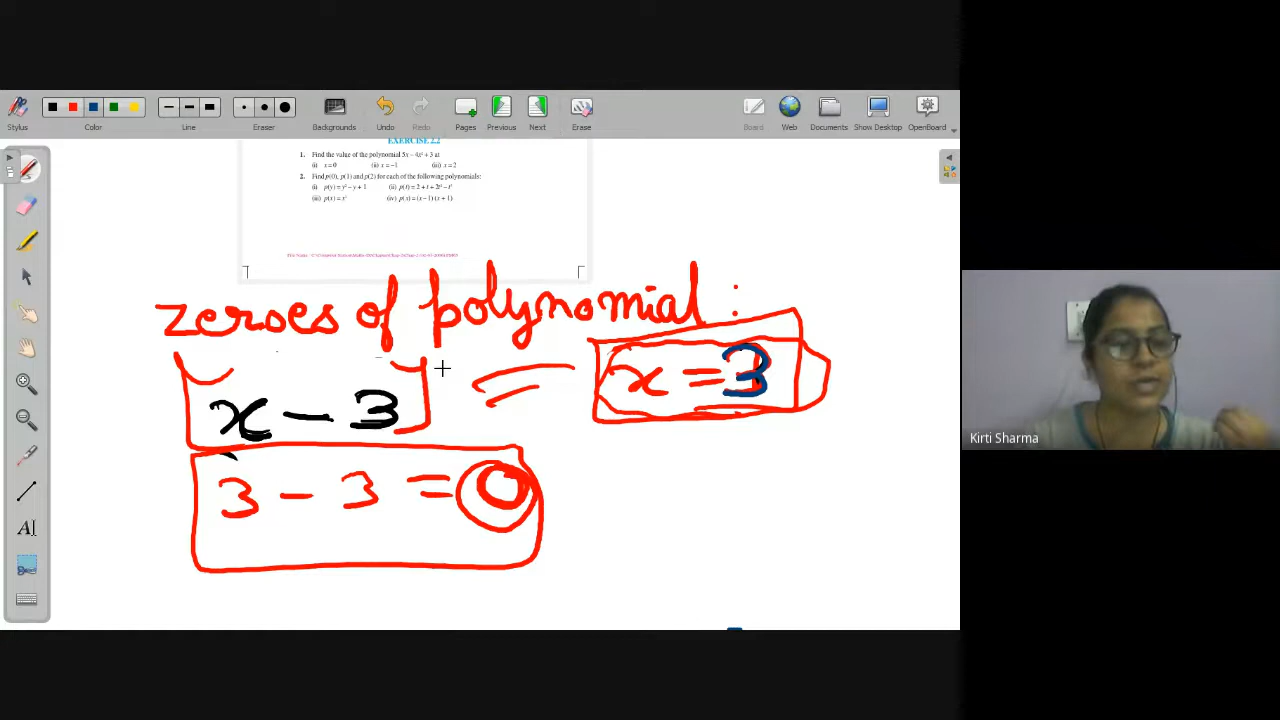 Stylus
Color
Line
Eraser
Backgrounds
Undo
Redo
Pages
Previous
Next
Erase
Board
Web
Documents
Show Desktop
OpenBoard
EXERCISE 2.2
1. Find the value of the polynomial 5x – 4x² + 3 at
(i) x = 0 (ii) x = –1 (iii) x = 2
2. Find p(0), p(1) and p(2) for each of the following polynomials:
(i) p(y) = y² – y + 1 (ii) p(t) = 2 + t + 2t² – t³
(iii) p(x) = x³ (iv) p(x) = (x – 1) (x + 1)
zeroes of polynomial :
x – 3 = x = 3
3 – 3 = 0
Kirti Sharma